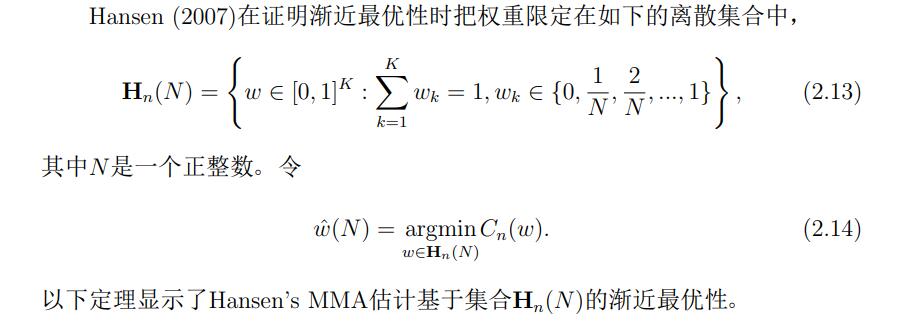 Hansen (2007)在证明渐近最优性时把权重限定在如下的离散集合中，
$$\mathbf{H}_n(N) = \left\{ w \in [0,1]^K : \sum_{k=1}^{K} w_k = 1, w_k \in \{0, \frac{1}{N}, \frac{2}{N}, ..., 1\} \right\}, \quad (2.13)$$
其中$N$是一个正整数。令
$$\hat{w}(N) = \underset{w \in \mathbf{H}_n(N)}{\mathrm{argmin}} C_n(w). \quad (2.14)$$
以下定理显示了Hansen's MMA估计基于集合$\mathbf{H}_n(N)$的渐近最优性。